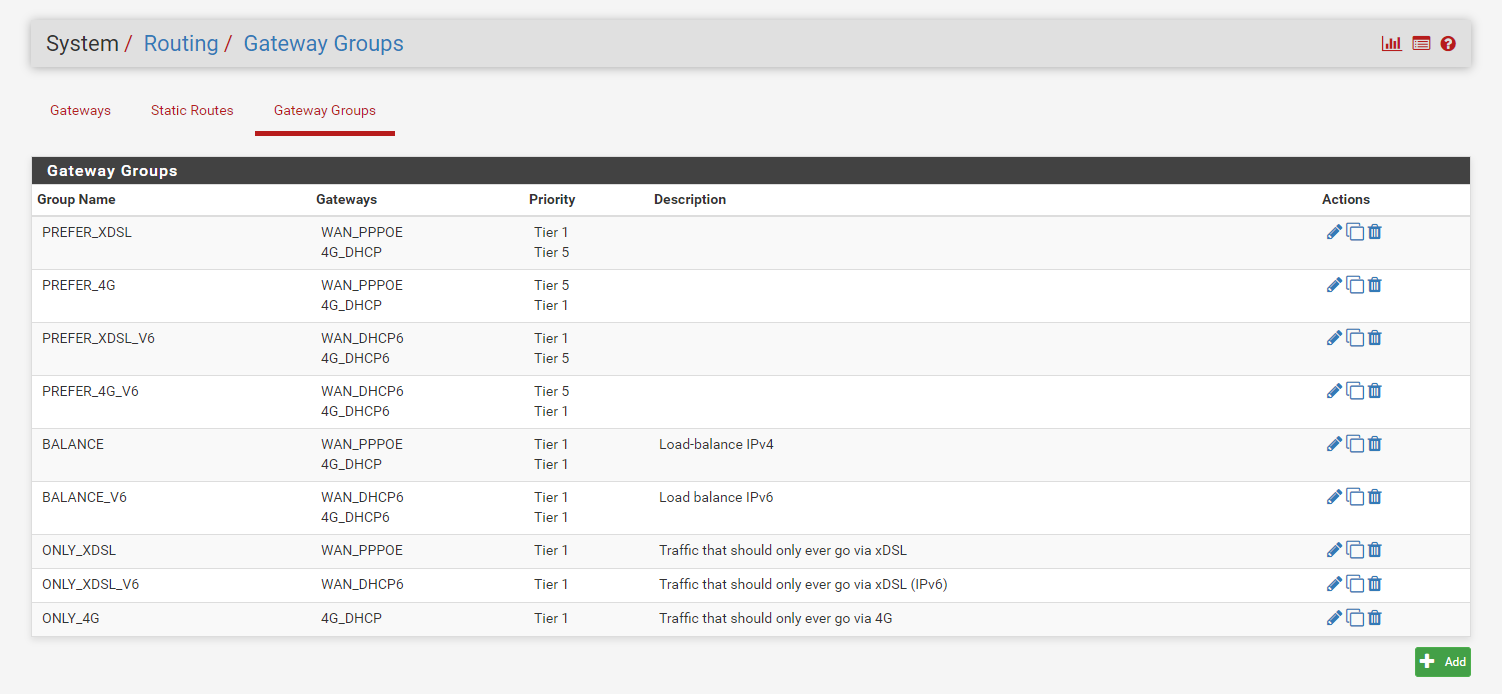 System / Routing / Gateway Groups
Gateways Static Routes Gateway Groups
Gateway Groups
Group Name Gateways Priority Description Actions
PREFER_XDSL WAN_PPPOE Tier 1
4G_DHCP Tier 5
PREFER_4G WAN_PPPOE Tier 5
4G_DHCP Tier 1
PREFER_XDSL_V6 WAN_DHCP6 Tier 1
4G_DHCP6 Tier 5
PREFER_4G_V6 WAN_DHCP6 Tier 5
4G_DHCP6 Tier 1
BALANCE WAN_PPPOE Tier 1 Load-balance IPv4
4G_DHCP Tier 1
BALANCE_V6 WAN_DHCP6 Tier 1 Load balance IPv6
4G_DHCP6 Tier 1
ONLY_XDSL WAN_PPPOE Tier 1 Traffic that should only ever go via xDSL
ONLY_XDSL_V6 WAN_DHCP6 Tier 1 Traffic that should only ever go via xDSL (IPv6)
ONLY_4G 4G_DHCP Tier 1 Traffic that should only ever go via 4G
Add